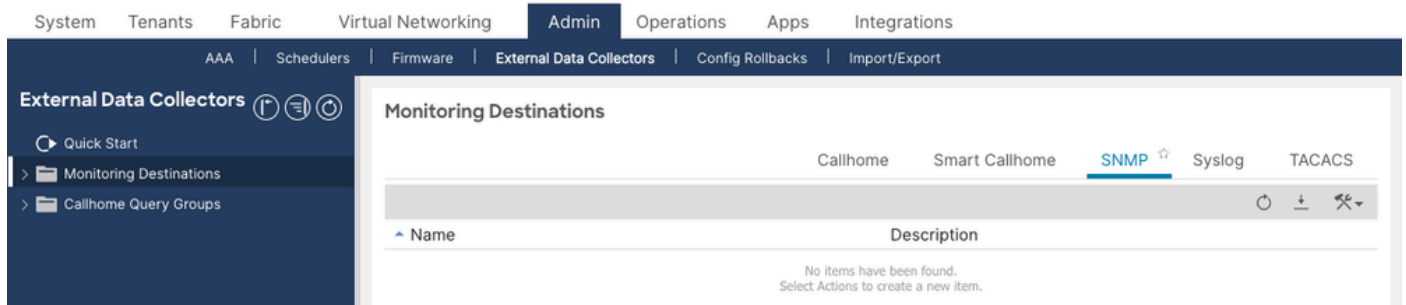 System Tenants Fabric Virtual Networking Admin Operations Apps Integrations
AAA | Schedulers | Firmware | External Data Collectors | Config Rollbacks | Import/Export
External Data Collectors
Quick Start
Monitoring Destinations
Callhome Query Groups
Monitoring Destinations
Callhome Smart Callhome SNMP Syslog TACACS
Name Description
No items have been found.
Select Actions to create a new item.